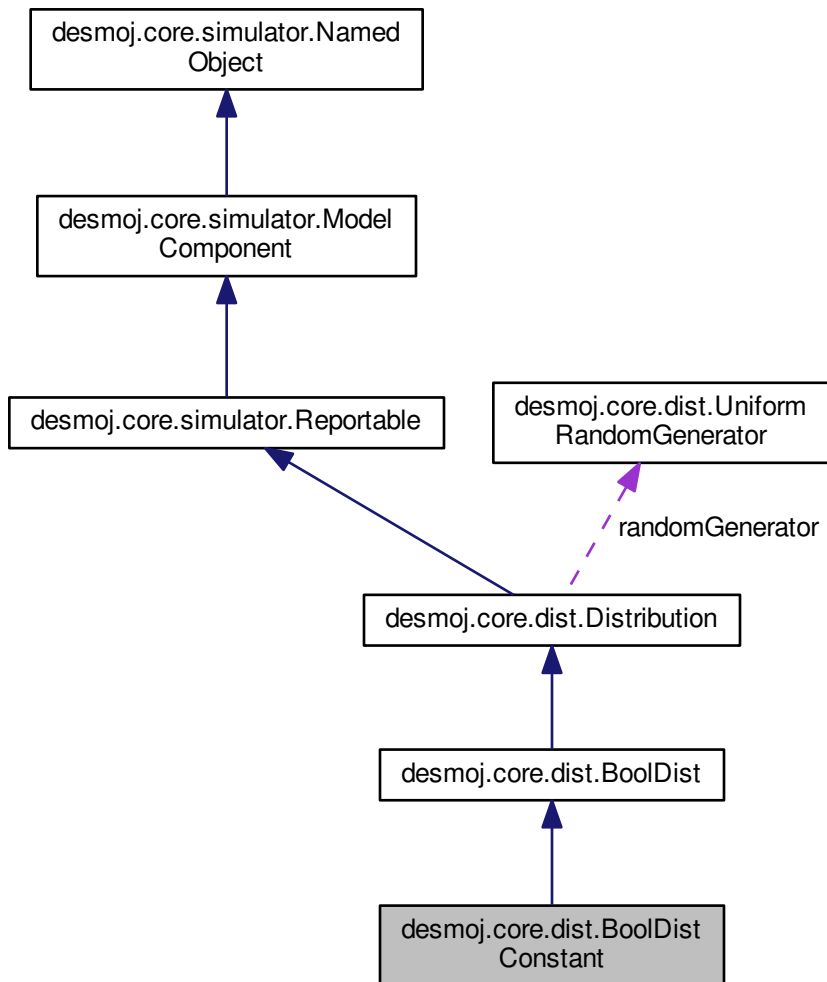 desmoj.core.simulator.Named
Object
desmoj.core.simulator.Model
Component
desmoj.core.simulator.Reportable
desmoj.core.dist.Uniform
RandomGenerator
randomGenerator
desmoj.core.dist.Distribution
desmoj.core.dist.BoolDist
desmoj.core.dist.BoolDist
Constant